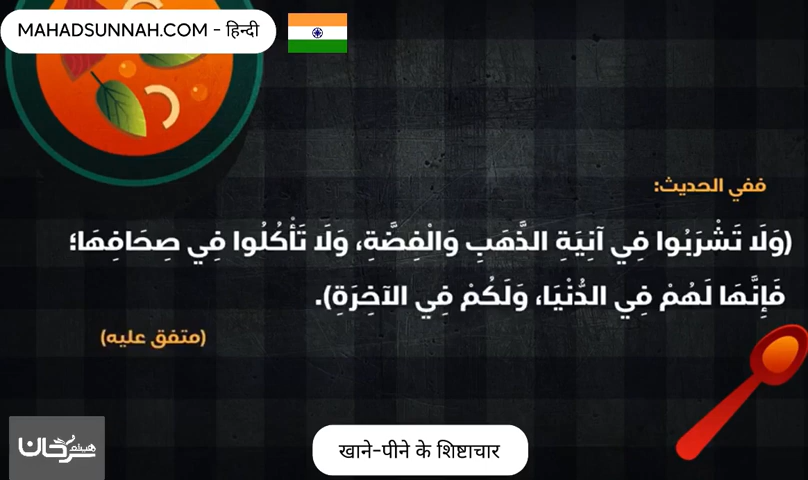 MAHADSUNNAH.COM - हिन्दी
ففي الحديث:
(وَلَا تَشْرَبُوا فِي آنِيَةِ الذَّهَبِ وَالْفِضَّةِ، وَلَا تَأْكُلُوا فِي صِحَافِهَا؛
فَإِنَّهَا لَهُمْ فِي الدُّنْيَا، وَلَكُمْ فِي الآخِرَةِ).
(متفق عليه)
खाने-पीने के शिष्टाचार